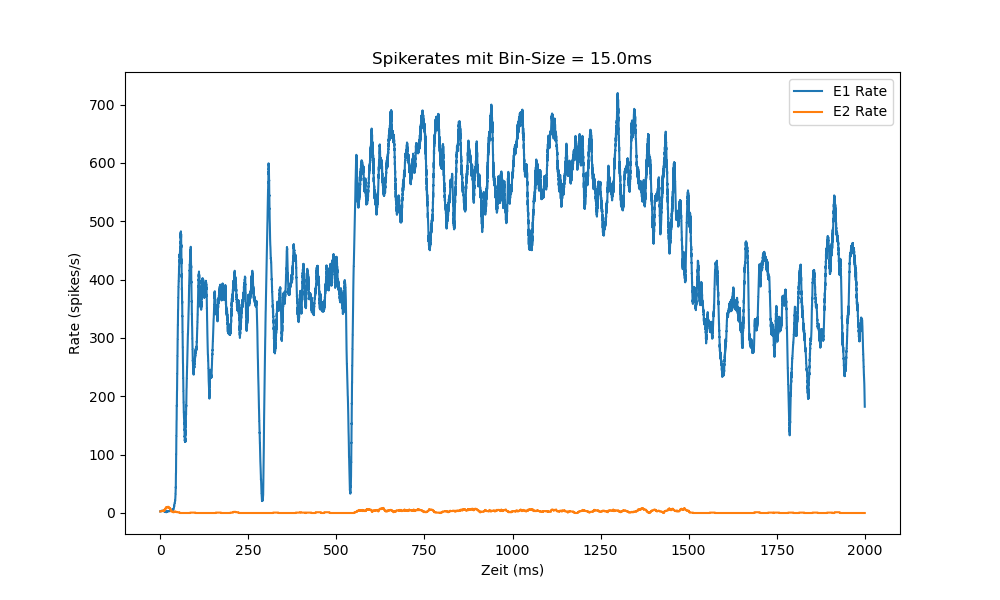 Spikerates mit Bin-Size = 15.0ms
E1 Rate
E2 Rate
700
600
500
400
300
200
100
0
Rate (spikes/s)
0 250 500 750 1000 1250 1500 1750 2000
Zeit (ms)